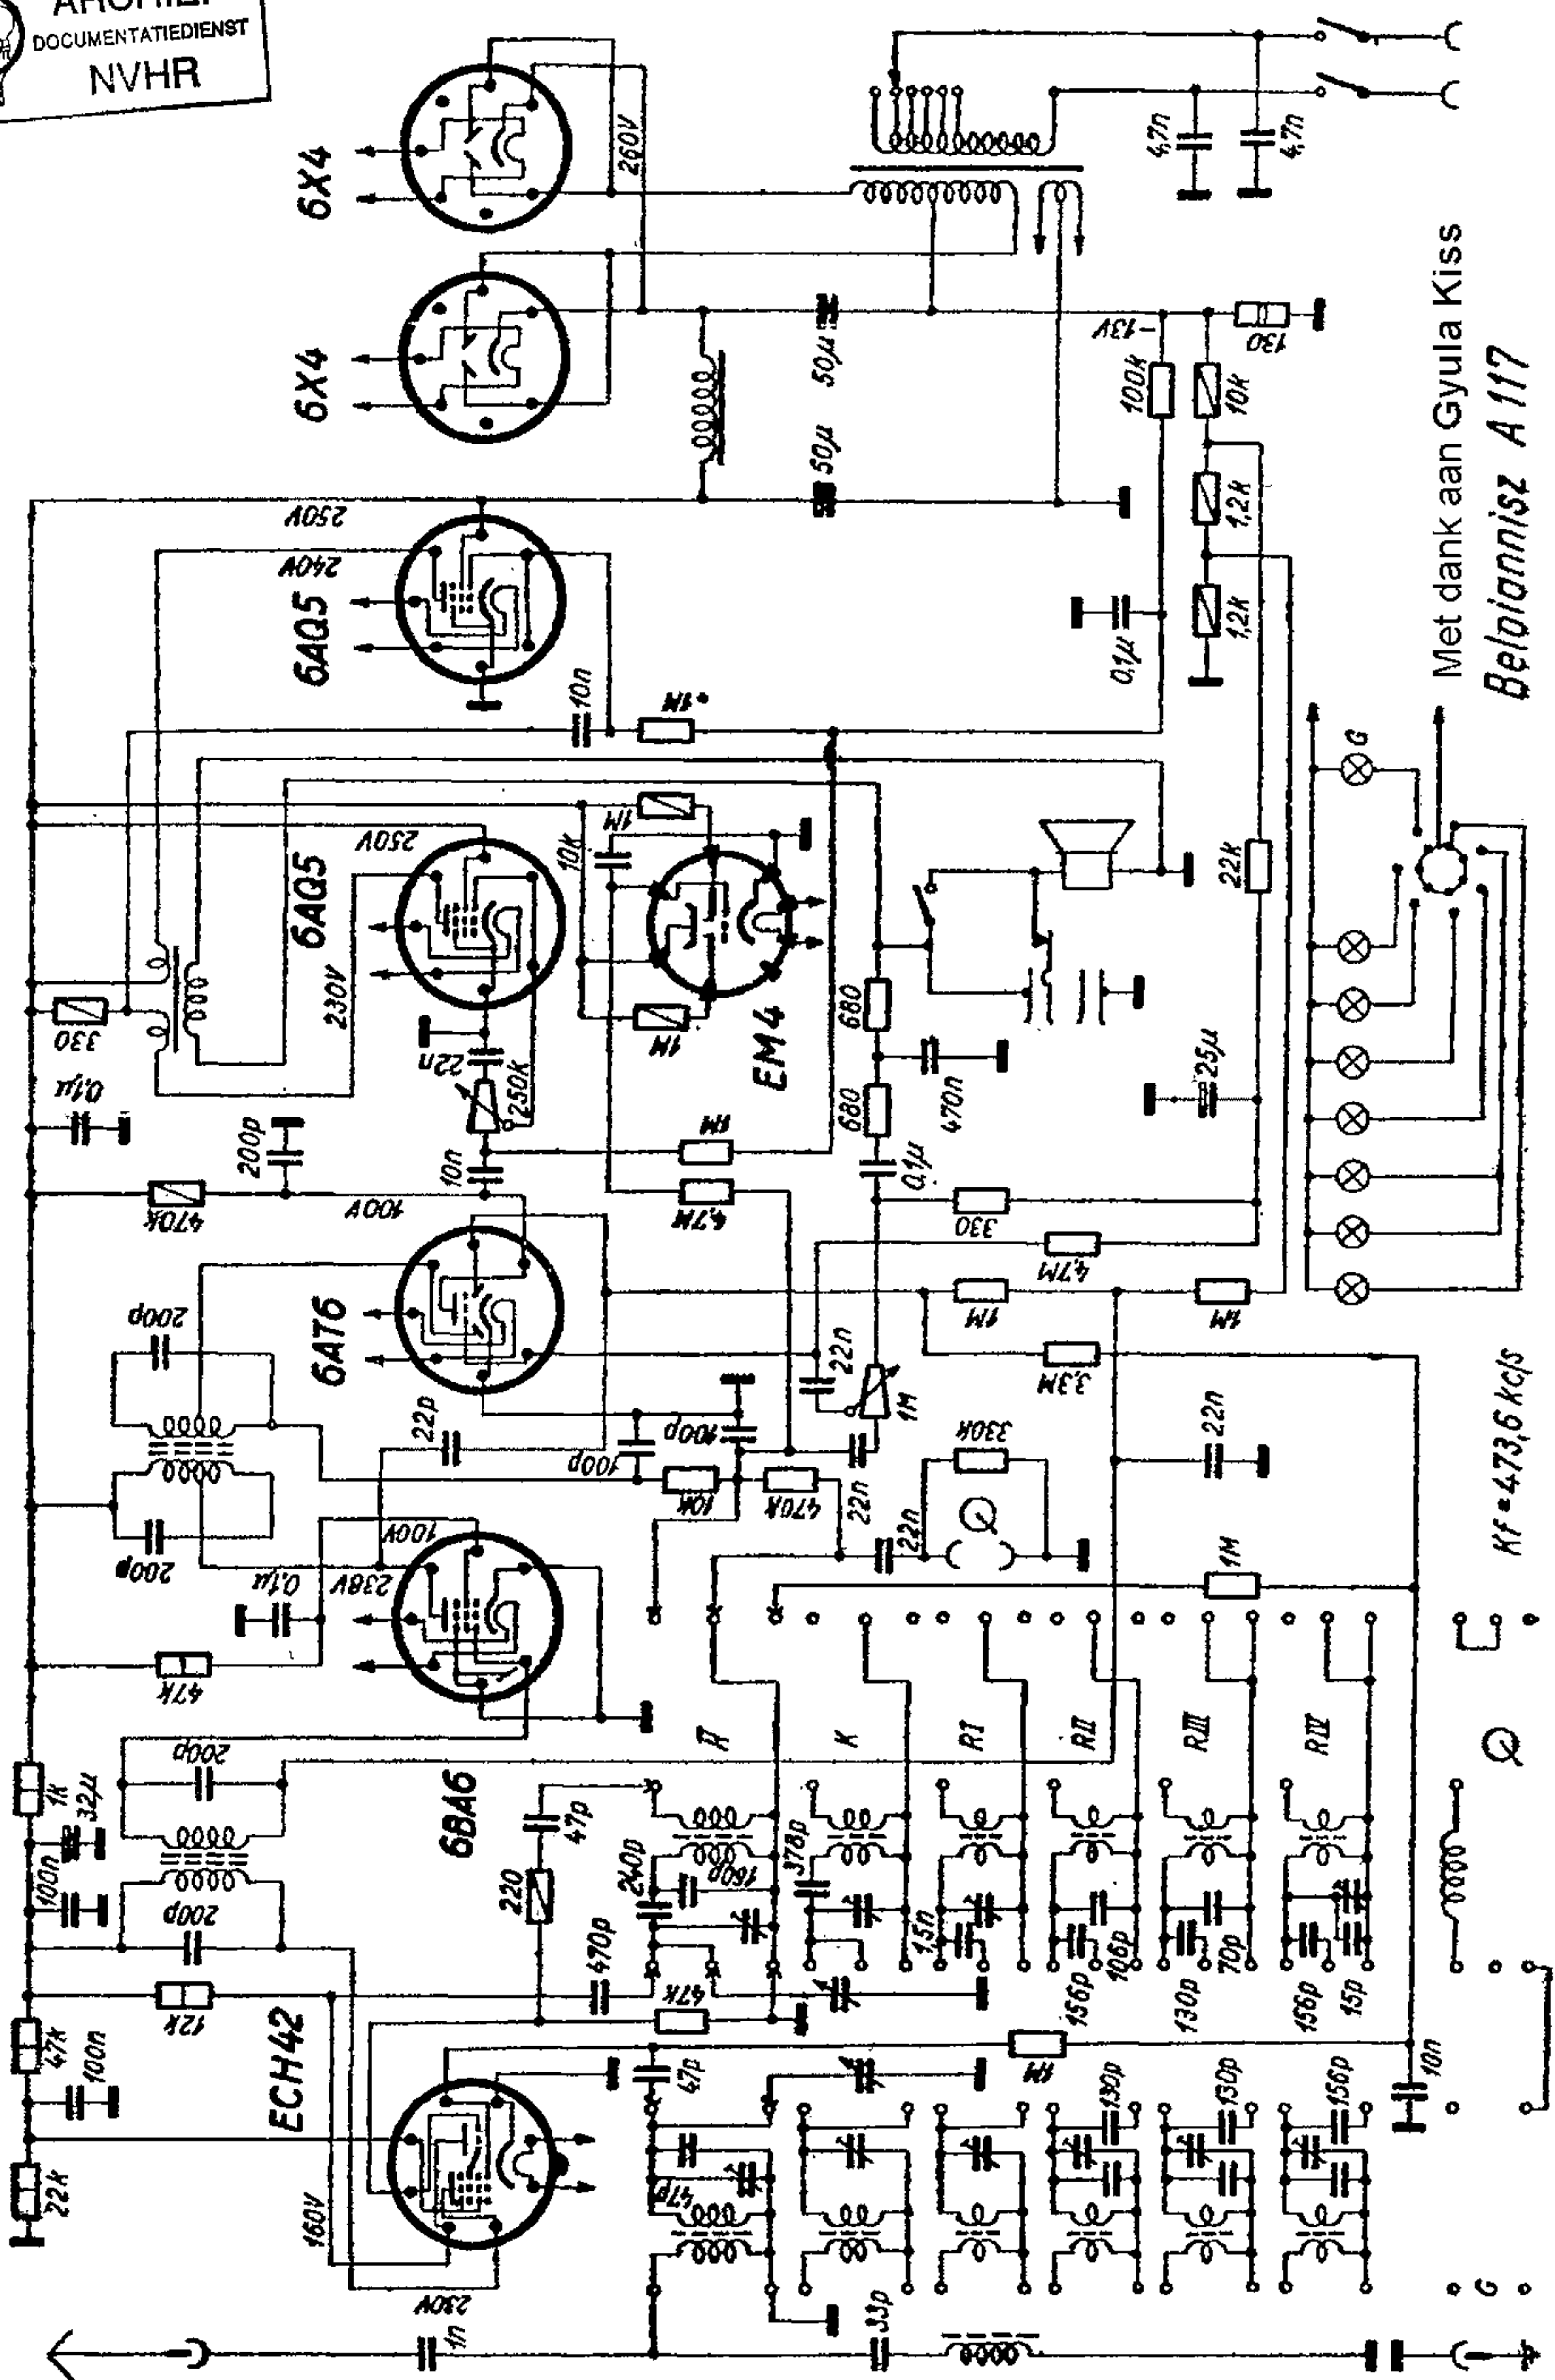 ARCHIEF
DOCUMENTATIEDIENST
NVHR
6X4
6X4
260V
6AQ5
250V
240V
6AQ5
250V
230V
330
0,1µ
200p
470k
100V
10n
22n
250k
10n
1M
1M
10k
1M
EM4
1M
4,7M
6AT6
200p
200p
22p
100p
100p
10k
470k
22n
22n
1M
0,1µ
680
470n
680
50µ
50µ
4,7n
4,7n
-13V
130
100k
10k
1,2k
1,2k
0,1µ
22k
25µ
330
4,7M
1M
1M
3,3M
330k
22n
22n
1M
G
Met dank aan Gyula Kiss
Beloiannisz A 117
Kf = 473,6 kc/s
6BA6
100V
238V
0,1µ
47k
1k
32µ
100n
200p
200p
12k
47k
100n
22k
ECH42
160V
230V
1n
220
47p
470p
47k
240p
160p
378p
1,5n
156p
106p
130p
70p
156p
15p
H
K
RI
RII
RIII
RIV
47p
47p
1M
130p
130p
156p
10n
33p
G